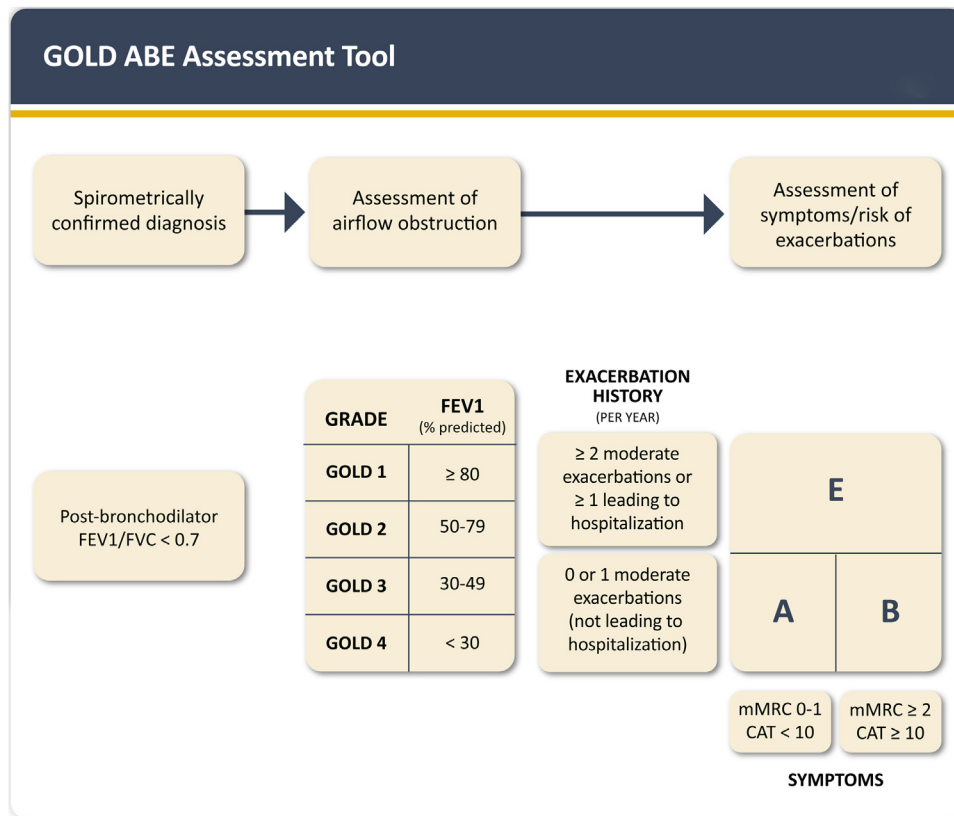 GOLD ABE Assessment Tool
Spirometrically
confirmed diagnosis
Assessment of
airflow obstruction
Assessment of
symptoms/risk of
exacerbations
Post-bronchodilator
FEV1/FVC < 0.7
GRADE
FEV1
(% predicted)
GOLD 1
≥ 80
GOLD 2
50-79
GOLD 3
30-49
GOLD 4
< 30
EXACERBATION
HISTORY
(PER YEAR)
≥ 2 moderate
exacerbations or
≥ 1 leading to
hospitalization
0 or 1 moderate
exacerbations
(not leading to
hospitalization)
E
A
B
mMRC 0-1
CAT < 10
mMRC ≥ 2
CAT ≥ 10
SYMPTOMS